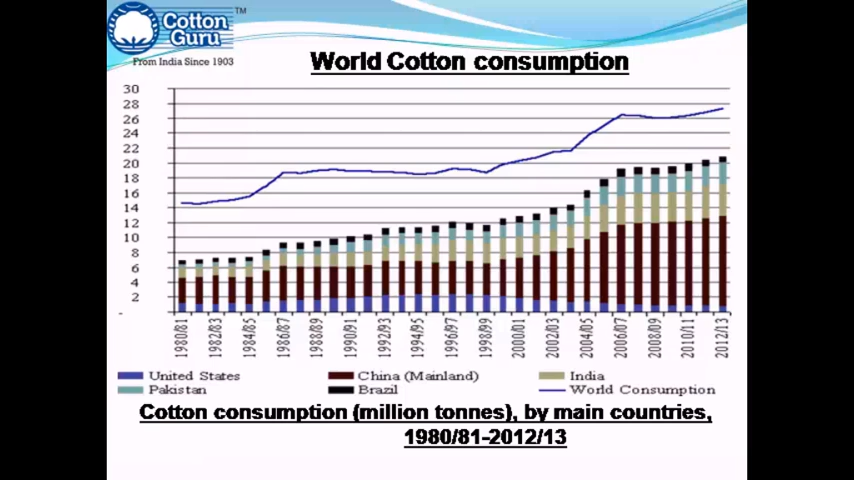 Cotton
Guru
TM
From India Since 1903
World Cotton consumption
30
28
26
24
22
20
18
16
14
12
10
8
6
4
2
-
1980/81
1982/83
1984/85
1986/87
1988/89
1990/91
1992/93
1994/95
1996/97
1998/99
2000/01
2002/03
2004/05
2006/07
2008/09
2010/11
2012/13
United States
China (Mainland)
India
Pakistan
Brazil
World Consumption
Cotton consumption (million tonnes), by main countries,
1980/81-2012/13